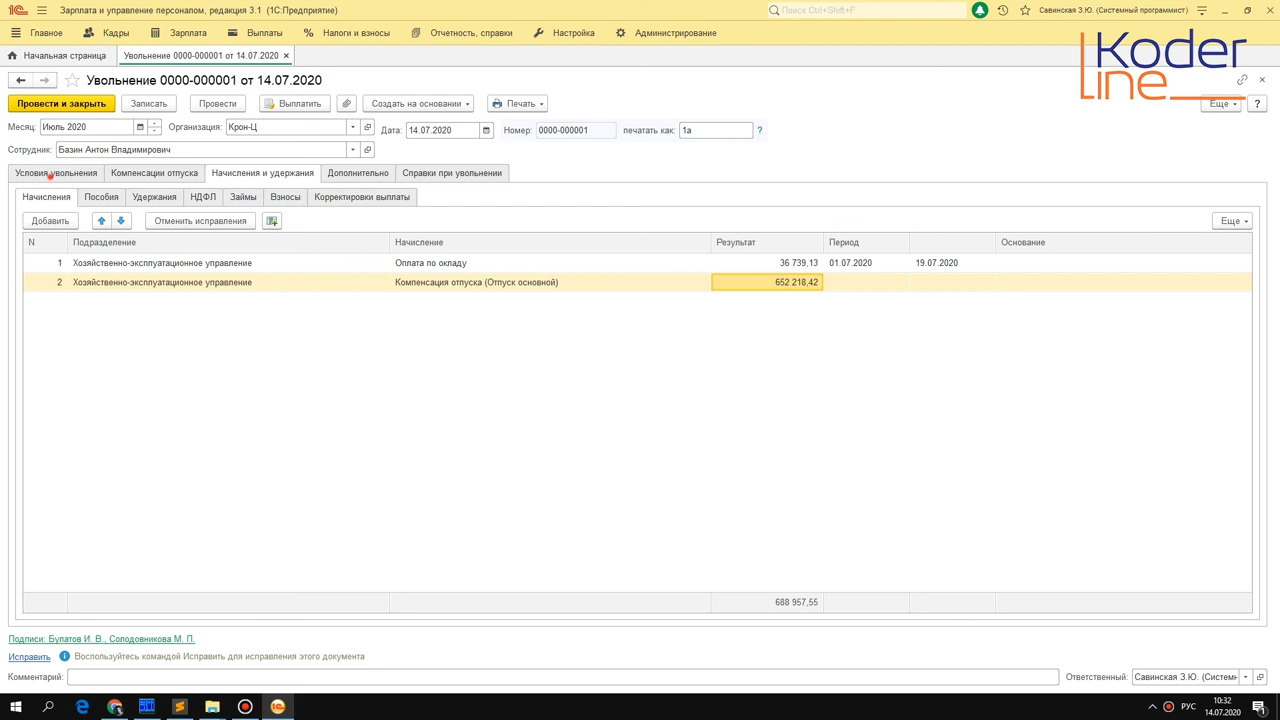 Зарплата и управление персоналом, редакция 3.1 (1С:Предприятие)
Поиск Ctrl+Shift+F
Савинская З.Ю. (Системный программист)
Главное Кадры Зарплата Выплаты Налоги и взносы Отчетность, справки Настройка Администрирование
Начальная страница Увольнение 0000-000001 от 14.07.2020 ×
Koder line
Увольнение 0000-000001 от 14.07.2020
Провести и закрыть Записать Провести Выплатить Создать на основании Печать Еще ?
Месяц: Июль 2020 Организация: Крон-Ц Дата: 14.07.2020 Номер: 0000-000001 печатать как: 1а ?
Сотрудник: Базин Антон Владимирович
Условия увольнения Компенсации отпуска Начисления и удержания Дополнительно Справки при увольнении
Начисления Пособия Удержания НДФЛ Займы Взносы Корректировки выплаты
Добавить Отменить исправления Еще
N Подразделение Начисление Результат Период Основание
1 Хозяйственно-эксплуатационное управление Оплата по окладу 36 739,13 01.07.2020 19.07.2020
2 Хозяйственно-эксплуатационное управление Компенсация отпуска (Отпуск основной) 652 218,42
688 957,55
Подписи: Булатов И. В., Солодовникова М. П.
Исправить Воспользуйтесь командой Исправить для исправления этого документа
Комментарий: Ответственный: Савинская З.Ю. (Систем
РУС 10:32
14.07.2020 1